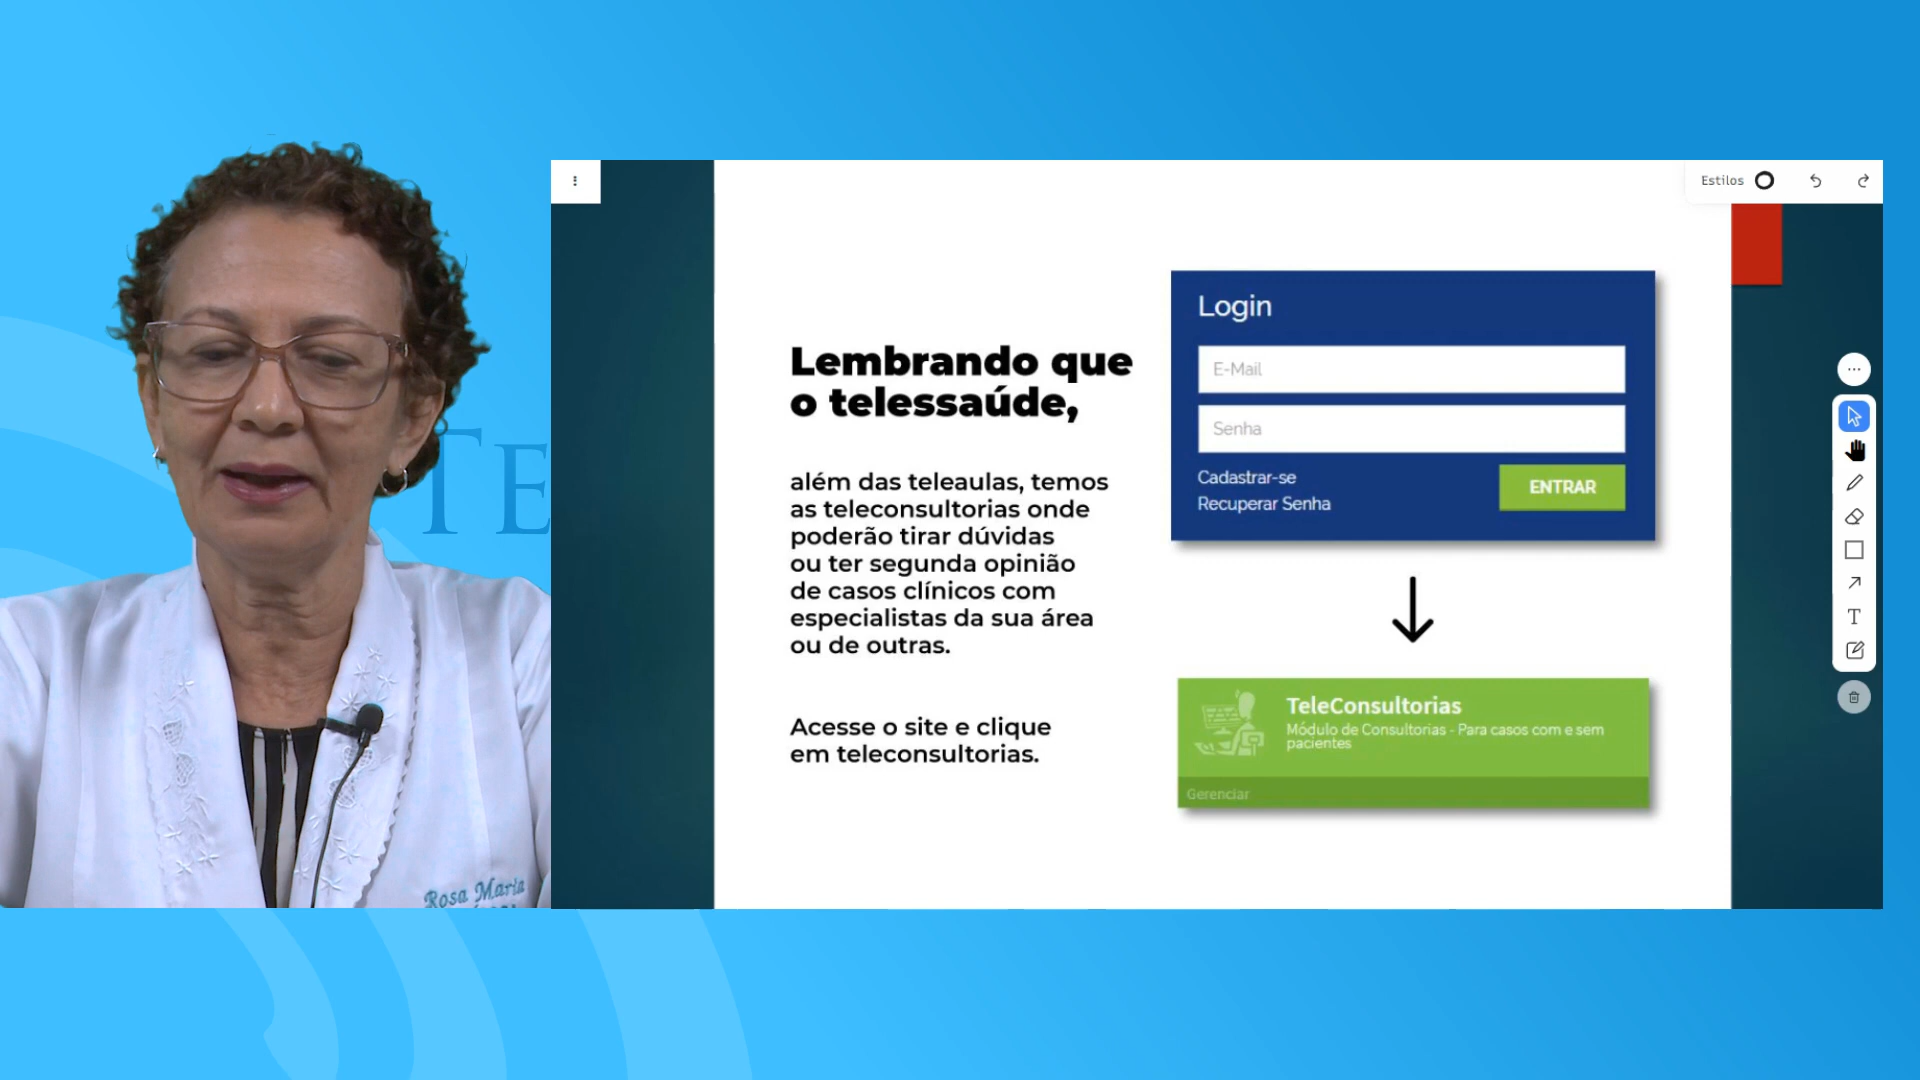 TE
Rosa Maria
Estilos
Lembrando que
o telessaúde,
além das teleaulas, temos
as teleconsultorias onde
poderão tirar dúvidas
ou ter segunda opinião
de casos clínicos com
especialistas da sua área
ou de outras.
Acesse o site e clique
em teleconsultorias.
Login
E-Mail
Senha
Cadastrar-se
Recuperar Senha
ENTRAR
TeleConsultorias
Módulo de Consultorias - Para casos com e sem
pacientes
Gerenciar
T